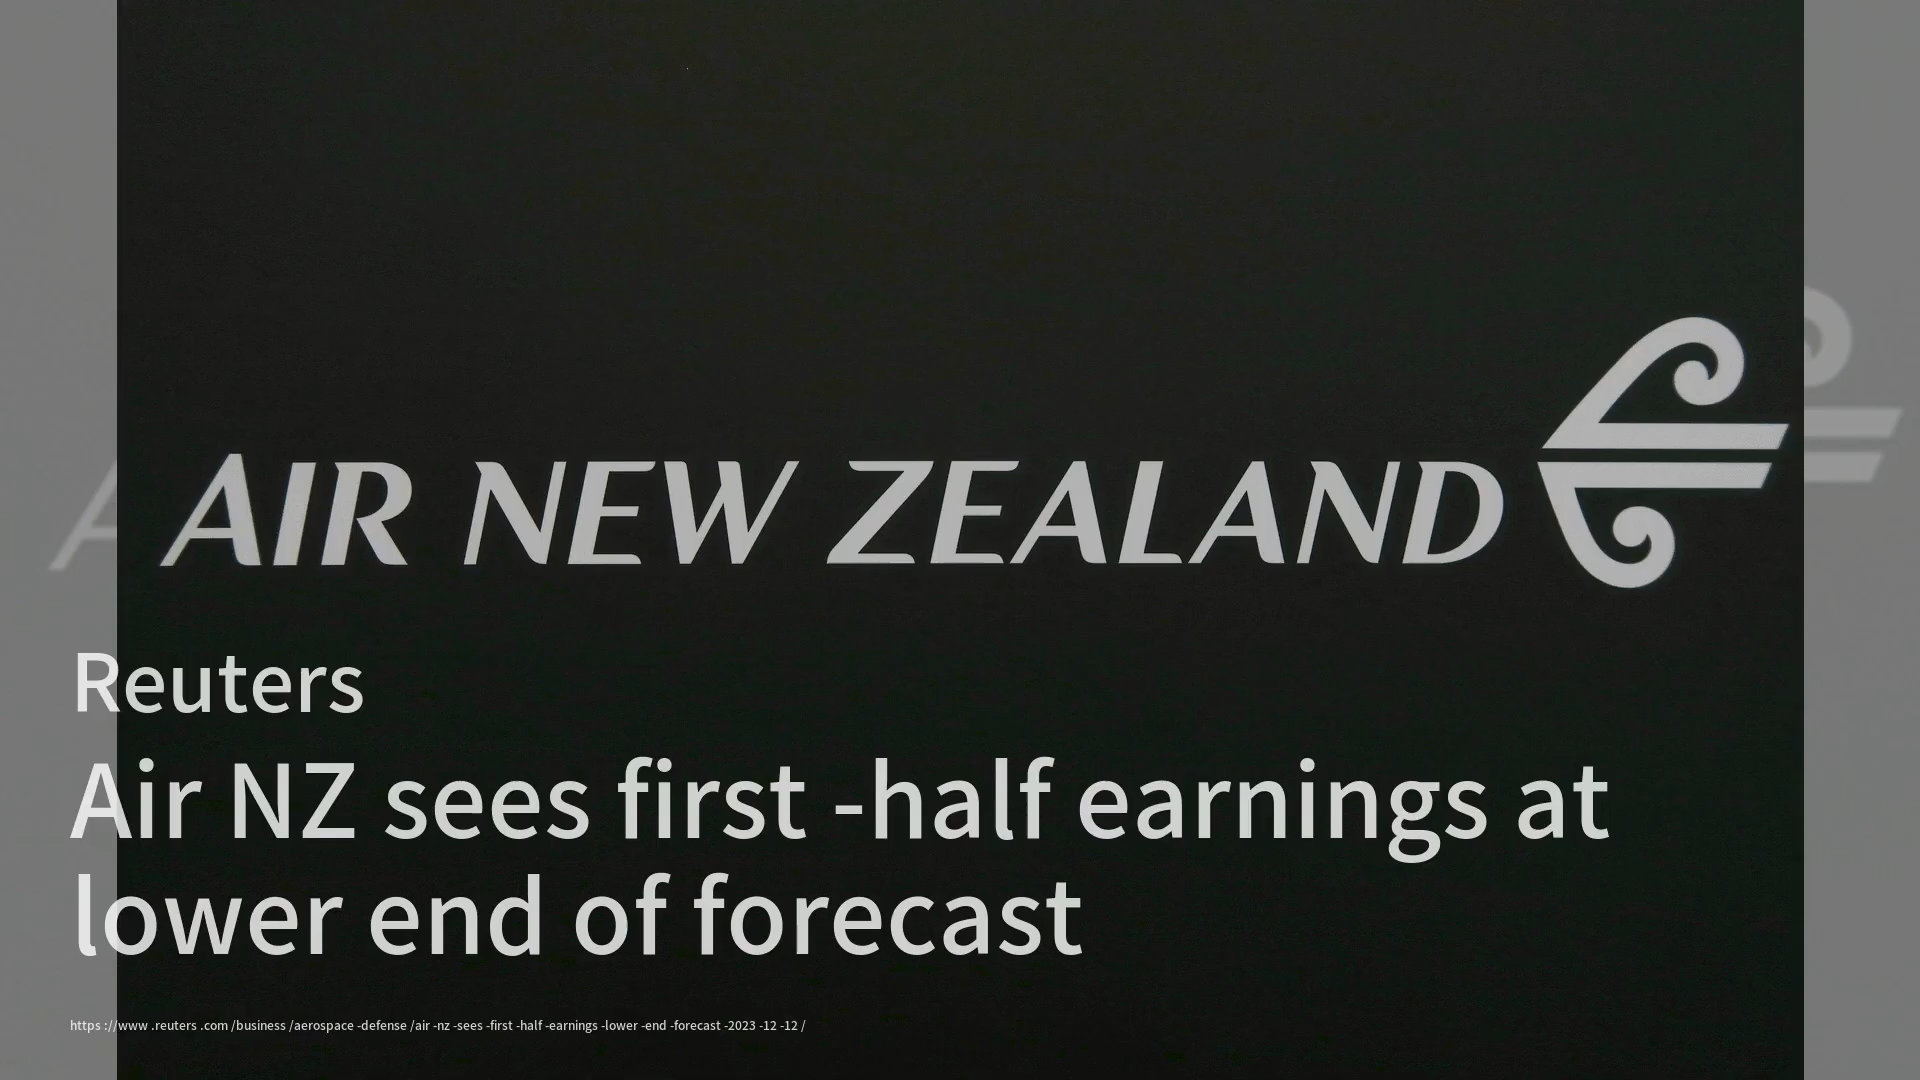 AIR NEW ZEALAND
Reuters
Air NZ sees first -half earnings at
lower end of forecast
https ://www .reuters .com /business /aerospace -defense /air -nz -sees -first -half -earnings -lower -end -forecast -2023 -12 -12 /